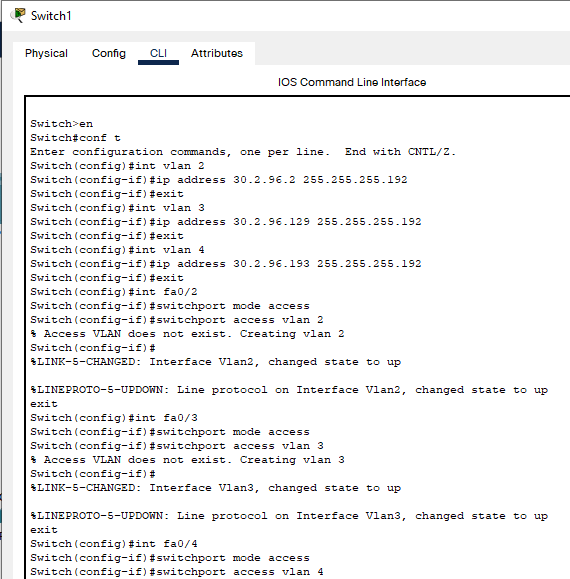 Switch1
Physical Config CLI Attributes
IOS Command Line Interface
Switch>en
Switch#conf t
Enter configuration commands, one per line.  End with CNTL/Z.
Switch(config)#int vlan 2
Switch(config-if)#ip address 30.2.96.2 255.255.255.192
Switch(config-if)#exit
Switch(config)#int vlan 3
Switch(config-if)#ip address 30.2.96.129 255.255.255.192
Switch(config-if)#exit
Switch(config)#int vlan 4
Switch(config-if)#ip address 30.2.96.193 255.255.255.192
Switch(config-if)#exit
Switch(config)#int fa0/2
Switch(config-if)#switchport mode access
Switch(config-if)#switchport access vlan 2
% Access VLAN does not exist. Creating vlan 2
Switch(config-if)#
%LINK-5-CHANGED: Interface Vlan2, changed state to up
%LINEPROTO-5-UPDOWN: Line protocol on Interface Vlan2, changed state to up
exit
Switch(config)#int fa0/3
Switch(config-if)#switchport mode access
Switch(config-if)#switchport access vlan 3
% Access VLAN does not exist. Creating vlan 3
Switch(config-if)#
%LINK-5-CHANGED: Interface Vlan3, changed state to up
%LINEPROTO-5-UPDOWN: Line protocol on Interface Vlan3, changed state to up
exit
Switch(config)#int fa0/4
Switch(config-if)#switchport mode access
Switch(config-if)#switchport access vlan 4